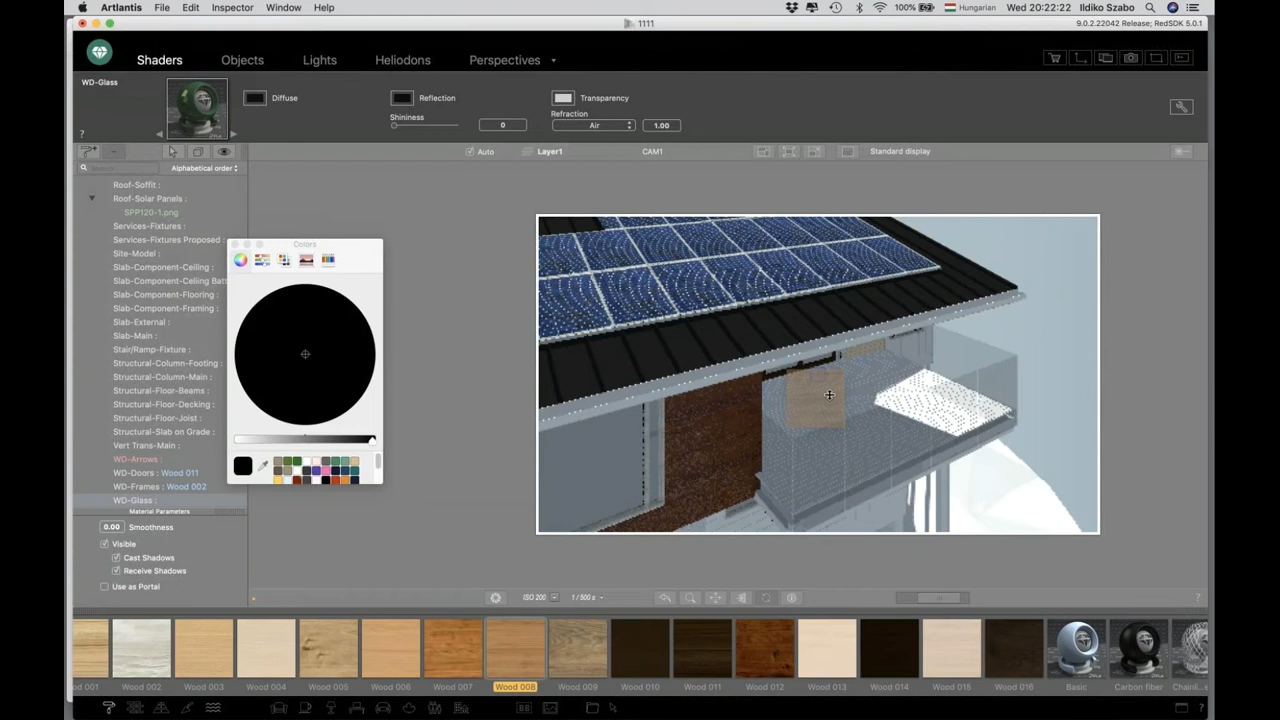 Artlantis File Edit Inspector Window Help 100% Hungarian Wed 20:22:22 Ildiko Szabo
1111 9.0.2.22042 Release; RedSDK 5.0.1
Shaders Objects Lights Heliodons Perspectives
WD-Glass
Diffuse Reflection Transparency
Shininess 0
Refraction
Air 1.00
?
Auto Layer1 CAM1 Standard display
Search Alphabetical order
Roof-Soffit :
Roof-Solar Panels :
SPP120-1.png
Services-Fixtures :
Services-Fixtures Proposed :
Site-Model :
Slab-Component-Ceiling :
Slab-Component-Ceiling Batt
Slab-Component-Flooring :
Slab-Component-Framing :
Slab-External :
Slab-Main :
Stair/Ramp-Fixture :
Structural-Column-Footing :
Structural-Column-Main :
Structural-Floor-Beams :
Structural-Floor-Decking :
Structural-Floor-Joist :
Structural-Slab on Grade :
Vert Trans-Main :
WD-Arrows :
WD-Doors : Wood 011
WD-Frames : Wood 002
WD-Glass :
Material Parameters
0.00 Smoothness
Visible
Cast Shadows
Receive Shadows
Use as Portal
Colors
ISO 200 1 / 500 s ?
od 001 Wood 002 Wood 003 Wood 004 Wood 005 Wood 006 Wood 007 Wood 008 Wood 009 Wood 010 Wood 011 Wood 012 Wood 013 Wood 014 Wood 015 Wood 016 Basic Carbon fiber Chainli...
?